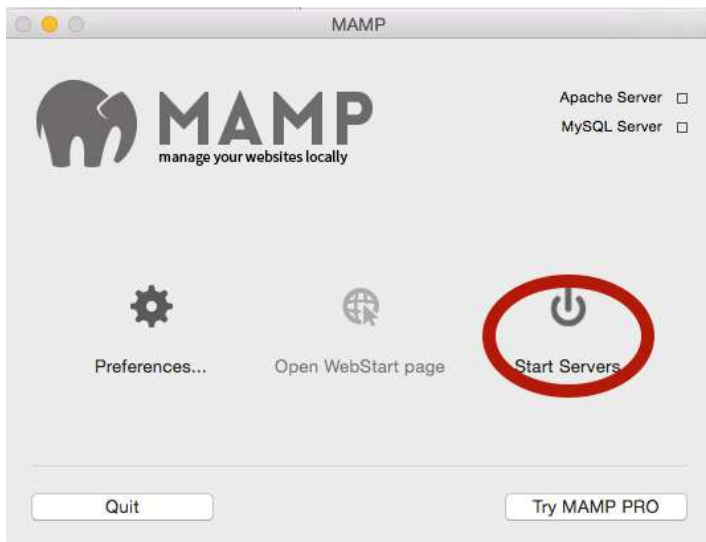 MAMP
MAMP
manage your websites locally
Apache Server
MySQL Server
Preferences...
Open WebStart page
Start Servers
Quit
Try MAMP PRO